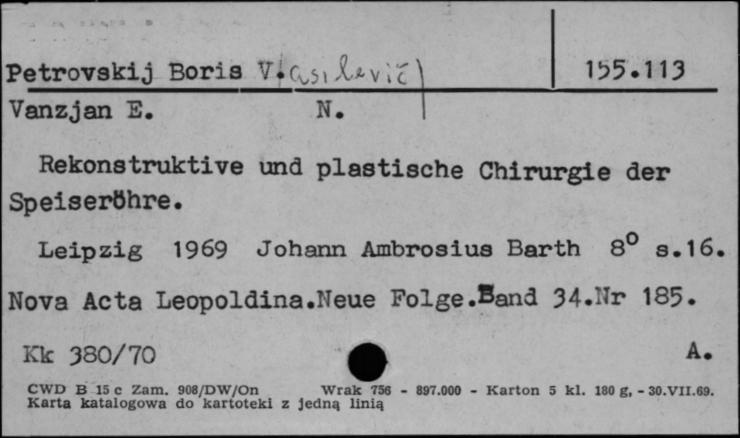 Petrovskij Boris V.asilevič) 155.113
Vanzjan E. N.
Rekonstruktive und plastische Chirurgie der
Speiseröhre.
Leipzig 1969 Johann Ambrosius Barth 8° s.16.
Nova Acta Leopoldina.Neue Folge.Band 34.Nr 185.
Kk 380/70 A.
CWD B 15 c Zam. 908/DW/On Wrak 756 - 897.000 - Karton 5 kl. 180 g, - 30.VII.69.
Karta katalogowa do kartoteki z jedną linią